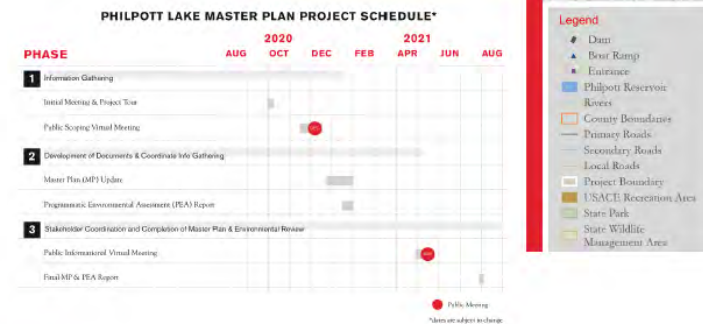 PHILPOTT LAKE MASTER PLAN PROJECT SCHEDULE*
2020 2021
PHASE AUG OCT DEC FEB APR JUN AUG
1 Information Gathering
Initial Meeting & Project Tour
Public Scoping Virtual Meeting
2 Development of Documents & Coordinate Info Gathering
Master Plan (MP) Update
Programmatic Environmental Assessment (PEA) Report
3 Stakeholder Coordination and Completion of Master Plan & Environmental Review
Public Informational Virtual Meeting
Final MP & PEA Report
Public Meeting
*dates are subject to change
Legend
Dam
Boat Ramp
Entrance
Philpott Reservoir
Rivers
County Boundaries
Primary Roads
Secondary Roads
Local Roads
Project Boundary
USACE Recreation Area
State Park
State Wildlife
Management Area